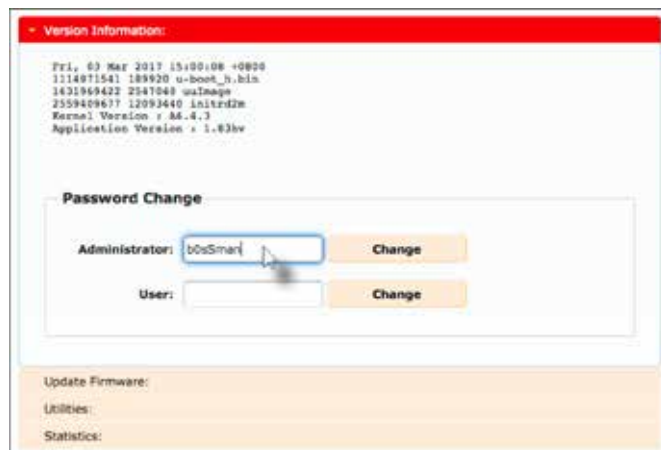 Version Information:
Fri, 03 Mar 2017 15:00:08 +0800
1114071541 189920 u-boot_h.bin
1631969422 2547040 uuImage
2559409677 12093440 initrd2m
Kernel Version : A6.4.3
Application Version : 1.83hv
Password Change
Administrator: b0sSman Change
User: Change
Update Firmware:
Utilities:
Statistics: